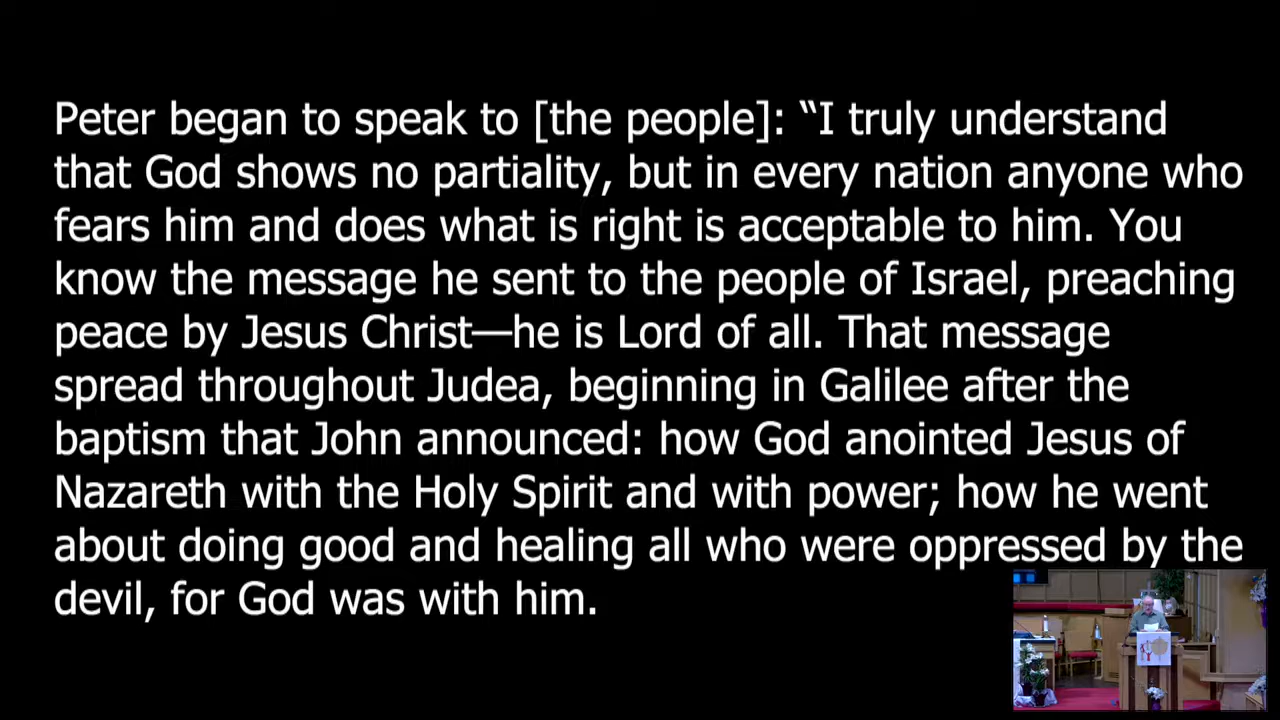 Peter began to speak to [the people]: “I truly understand
that God shows no partiality, but in every nation anyone who
fears him and does what is right is acceptable to him. You
know the message he sent to the people of Israel, preaching
peace by Jesus Christ—he is Lord of all. That message
spread throughout Judea, beginning in Galilee after the
baptism that John announced: how God anointed Jesus of
Nazareth with the Holy Spirit and with power; how he went
about doing good and healing all who were oppressed by the
devil, for God was with him.